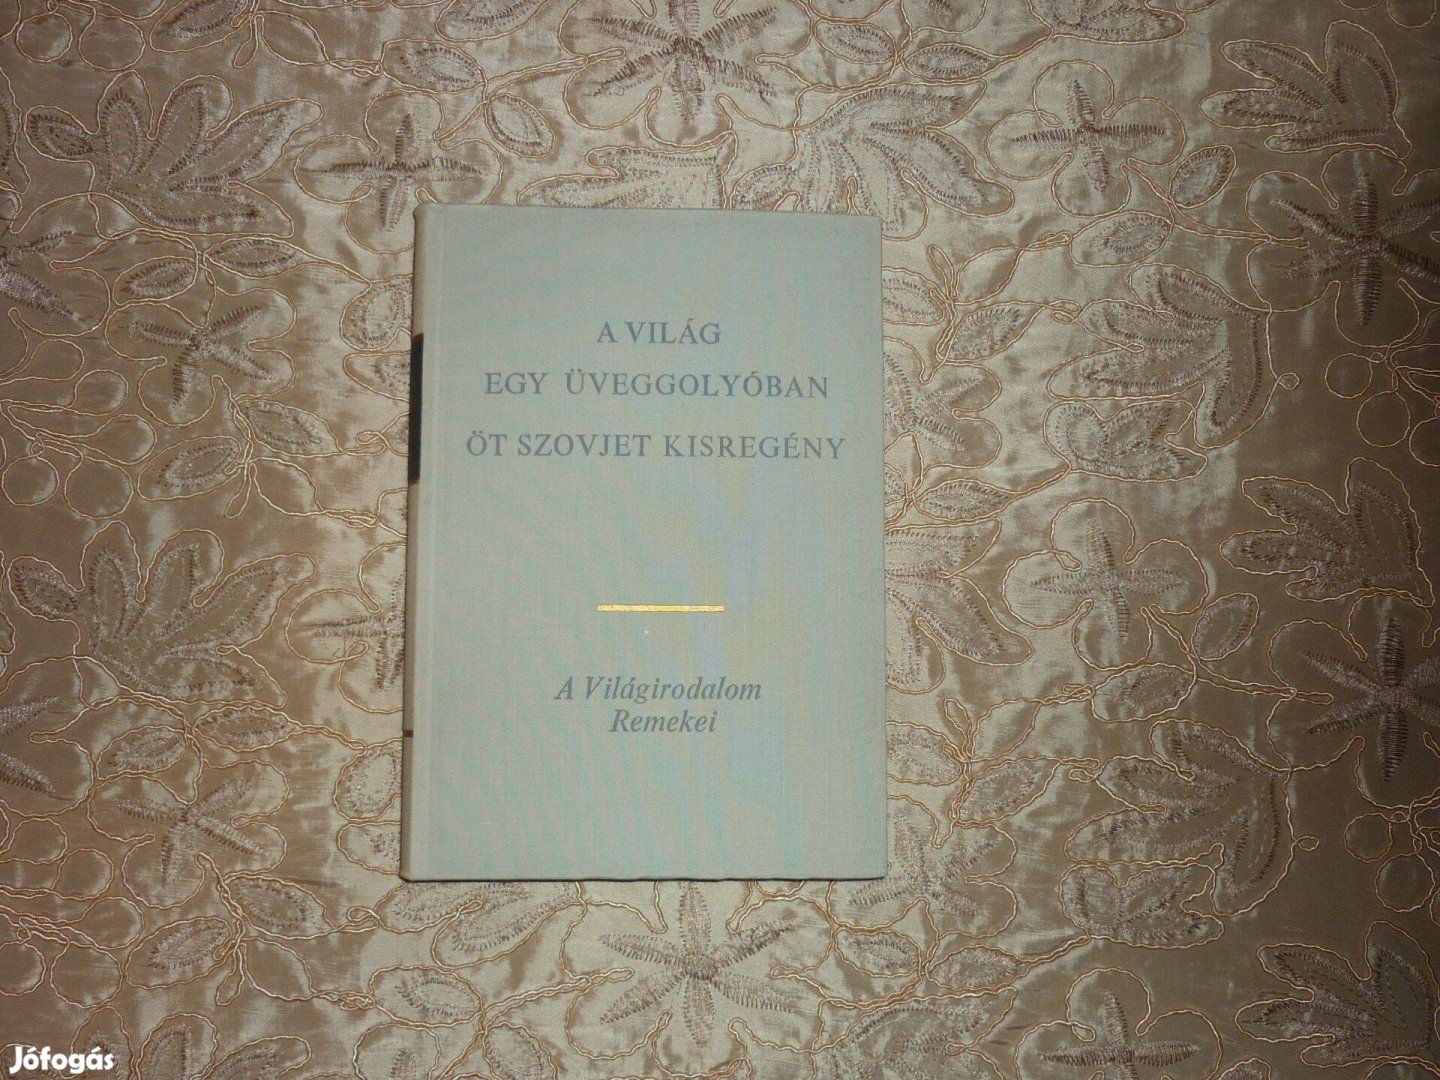 A VILÁG
EGY ÜVEGGOLYÓBAN
ÖT SZOVJET KISREGÉNY
A Világirodalom
Remekei
Jófogás